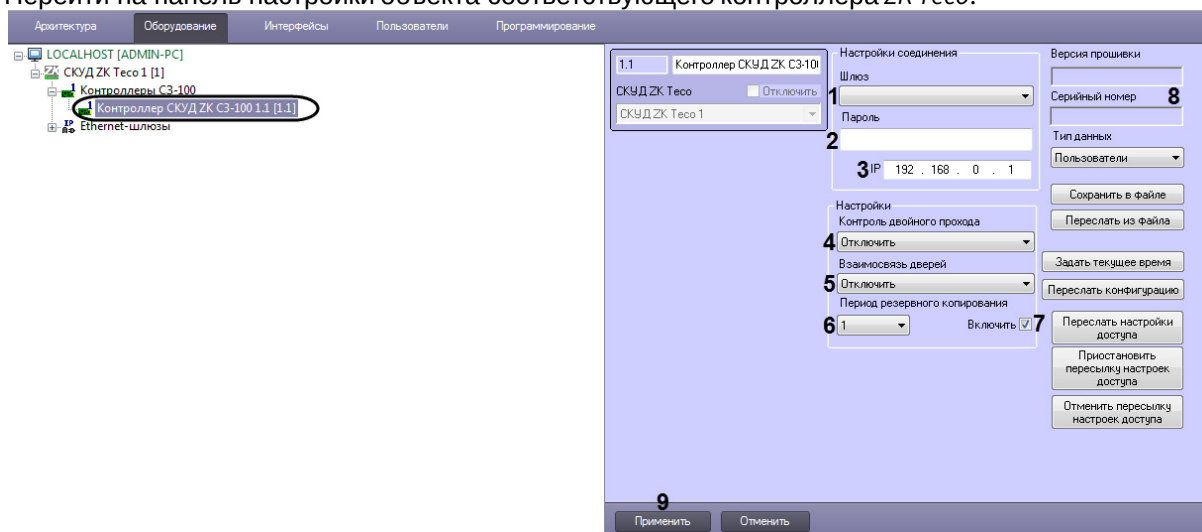 Перейти на панель настройки объекта соответствующего контроллера ZK Teco.
Архитектура Оборудование Интерфейсы Пользователи Программирование
LOCALHOST [ADMIN-PC]
СКУД ZK Teco 1 [1]
Контроллеры C3-100
Контроллер СКУД ZK C3-100 1.1 [1.1]
Ethernet-шлюзы
1.1 Контроллер СКУД ZK C3-10
СКУД ZK Teco Отключить
СКУД ZK Teco 1
Настройки соединения
Шлюз
1
Пароль
2
3 IP 192 . 168 . 0 . 1
Настройки
Контроль двойного прохода
4 Отключить
Взаимосвязь дверей
5 Отключить
Период резервного копирования
6 1 Включить 7
Версия прошивки
Серийный номер 8
Тип данных
Пользователи
Сохранить в файле
Переслать из файла
Задать текущее время
Переслать конфигурацию
Переслать настройки
доступа
Приостановить
пересылку настроек
доступа
Отменить пересылку
настроек доступа
9
Применить Отменить